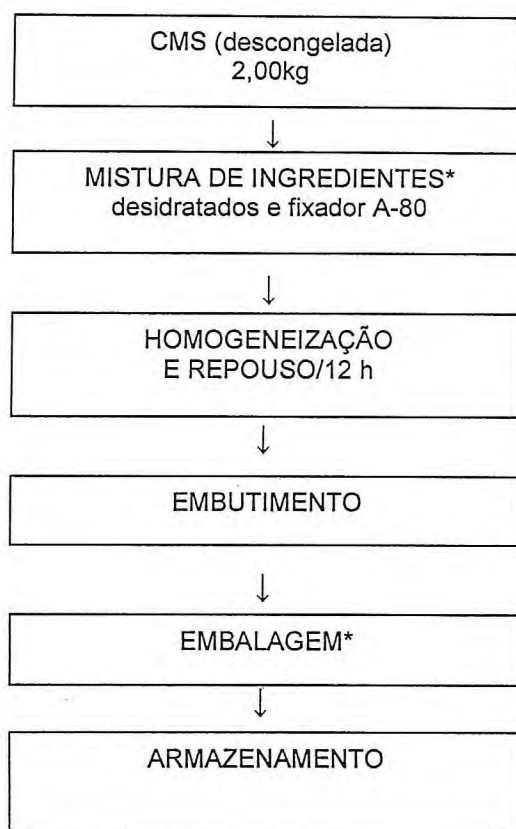 CMS (descongelada)
2,00kg
↓
MISTURA DE INGREDIENTES*
desidratados e fixador A-80
↓
HOMOGENEIZAÇÃO
E REPOUSO/12 h
↓
EMBUTIMENTO
↓
EMBALAGEM*
↓
ARMAZENAMENTO